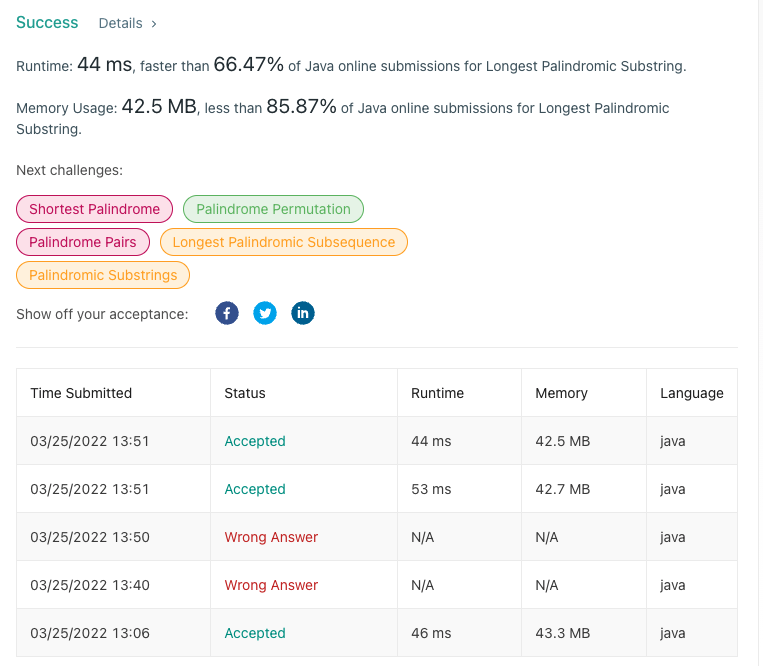 Success Details >
Runtime: 44 ms, faster than 66.47% of Java online submissions for Longest Palindromic Substring.
Memory Usage: 42.5 MB, less than 85.87% of Java online submissions for Longest Palindromic
Substring.
Next challenges:
Shortest Palindrome Palindrome Permutation
Palindrome Pairs Longest Palindromic Subsequence
Palindromic Substrings
Show off your acceptance: f in
Time Submitted Status Runtime Memory Language
03/25/2022 13:51 Accepted 44 ms 42.5 MB java
03/25/2022 13:51 Accepted 53 ms 42.7 MB java
03/25/2022 13:50 Wrong Answer N/A N/A java
03/25/2022 13:40 Wrong Answer N/A N/A java
03/25/2022 13:06 Accepted 46 ms 43.3 MB java